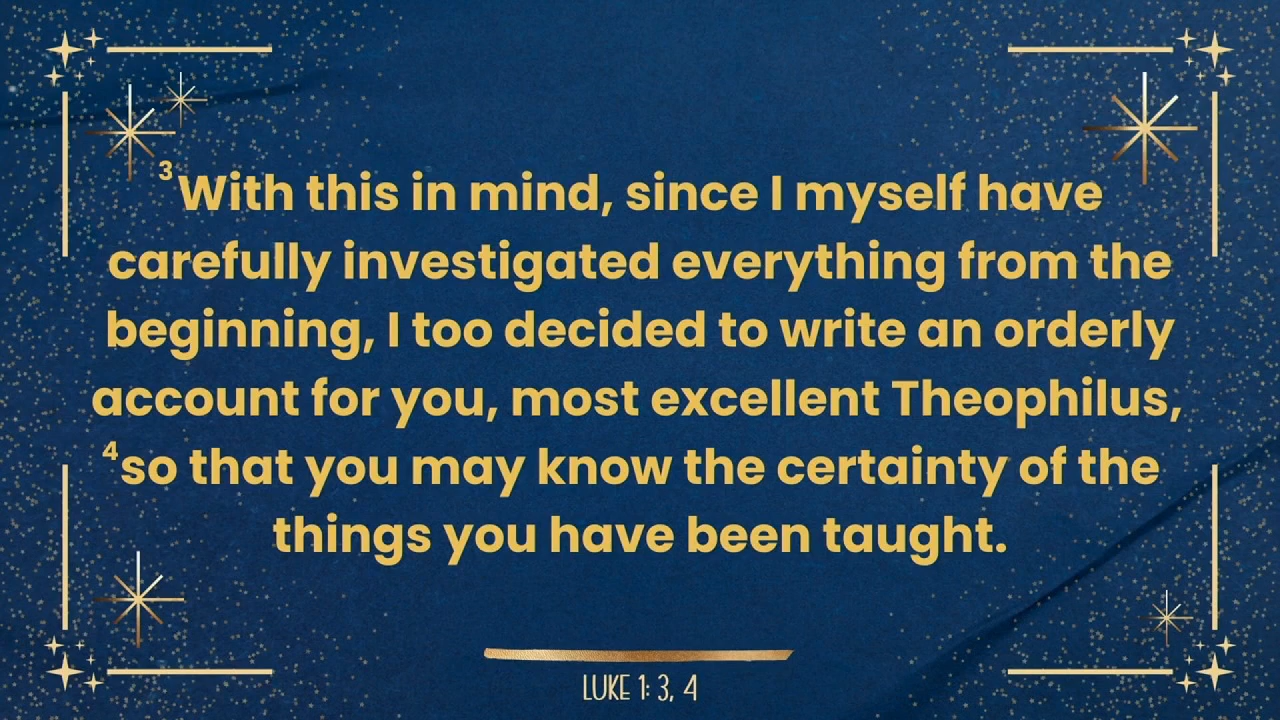 ³With this in mind, since I myself have
carefully investigated everything from the
beginning, I too decided to write an orderly
account for you, most excellent Theophilus,
⁴so that you may know the certainty of the
things you have been taught.
LUKE 1: 3, 4